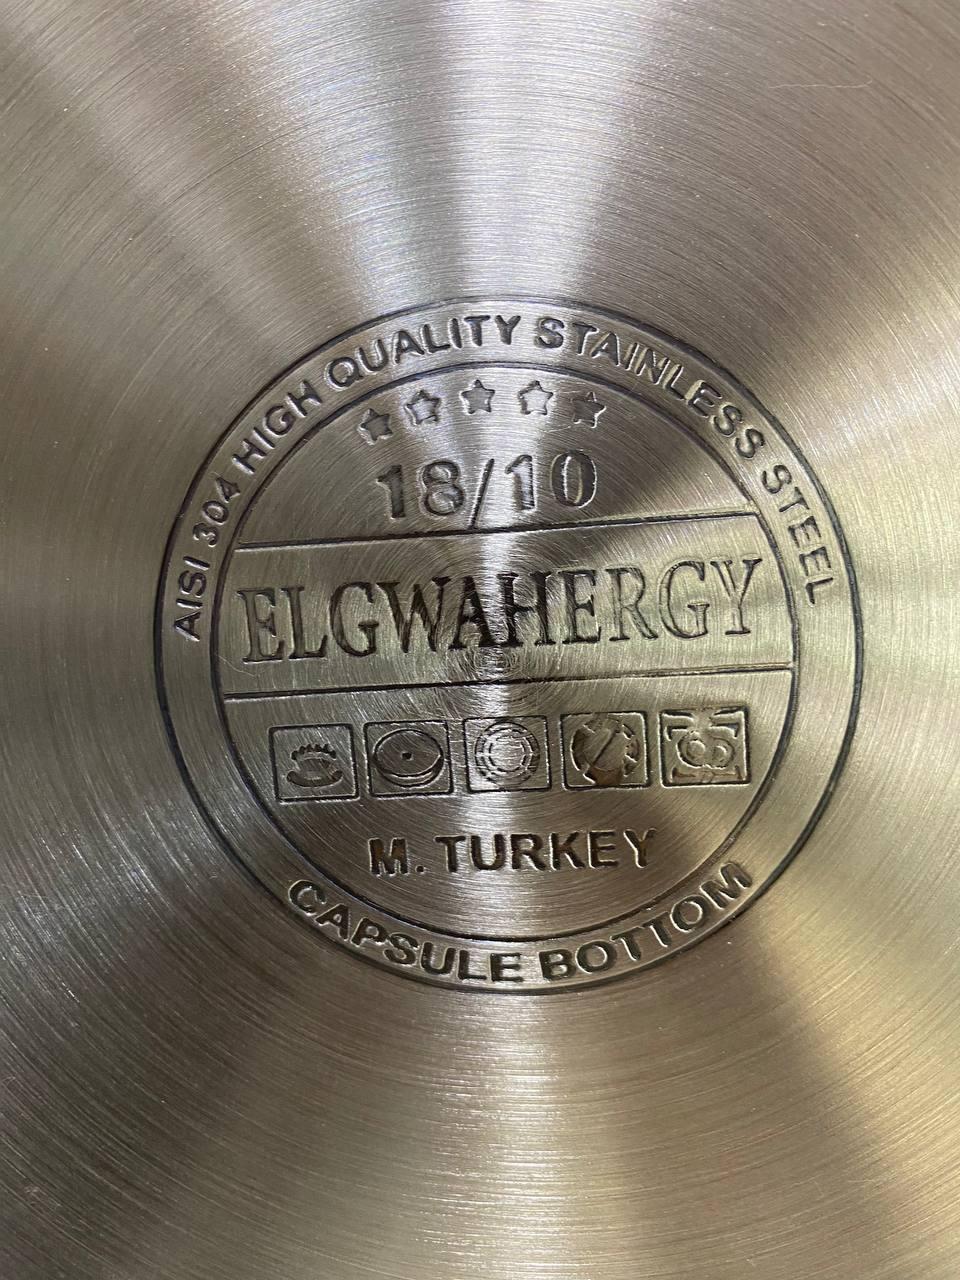 AISI 304 HIGH QUALITY STAINLESS STEEL
18/10
ELGWAHERGY
M. TURKEY
CAPSULE BOTTOM